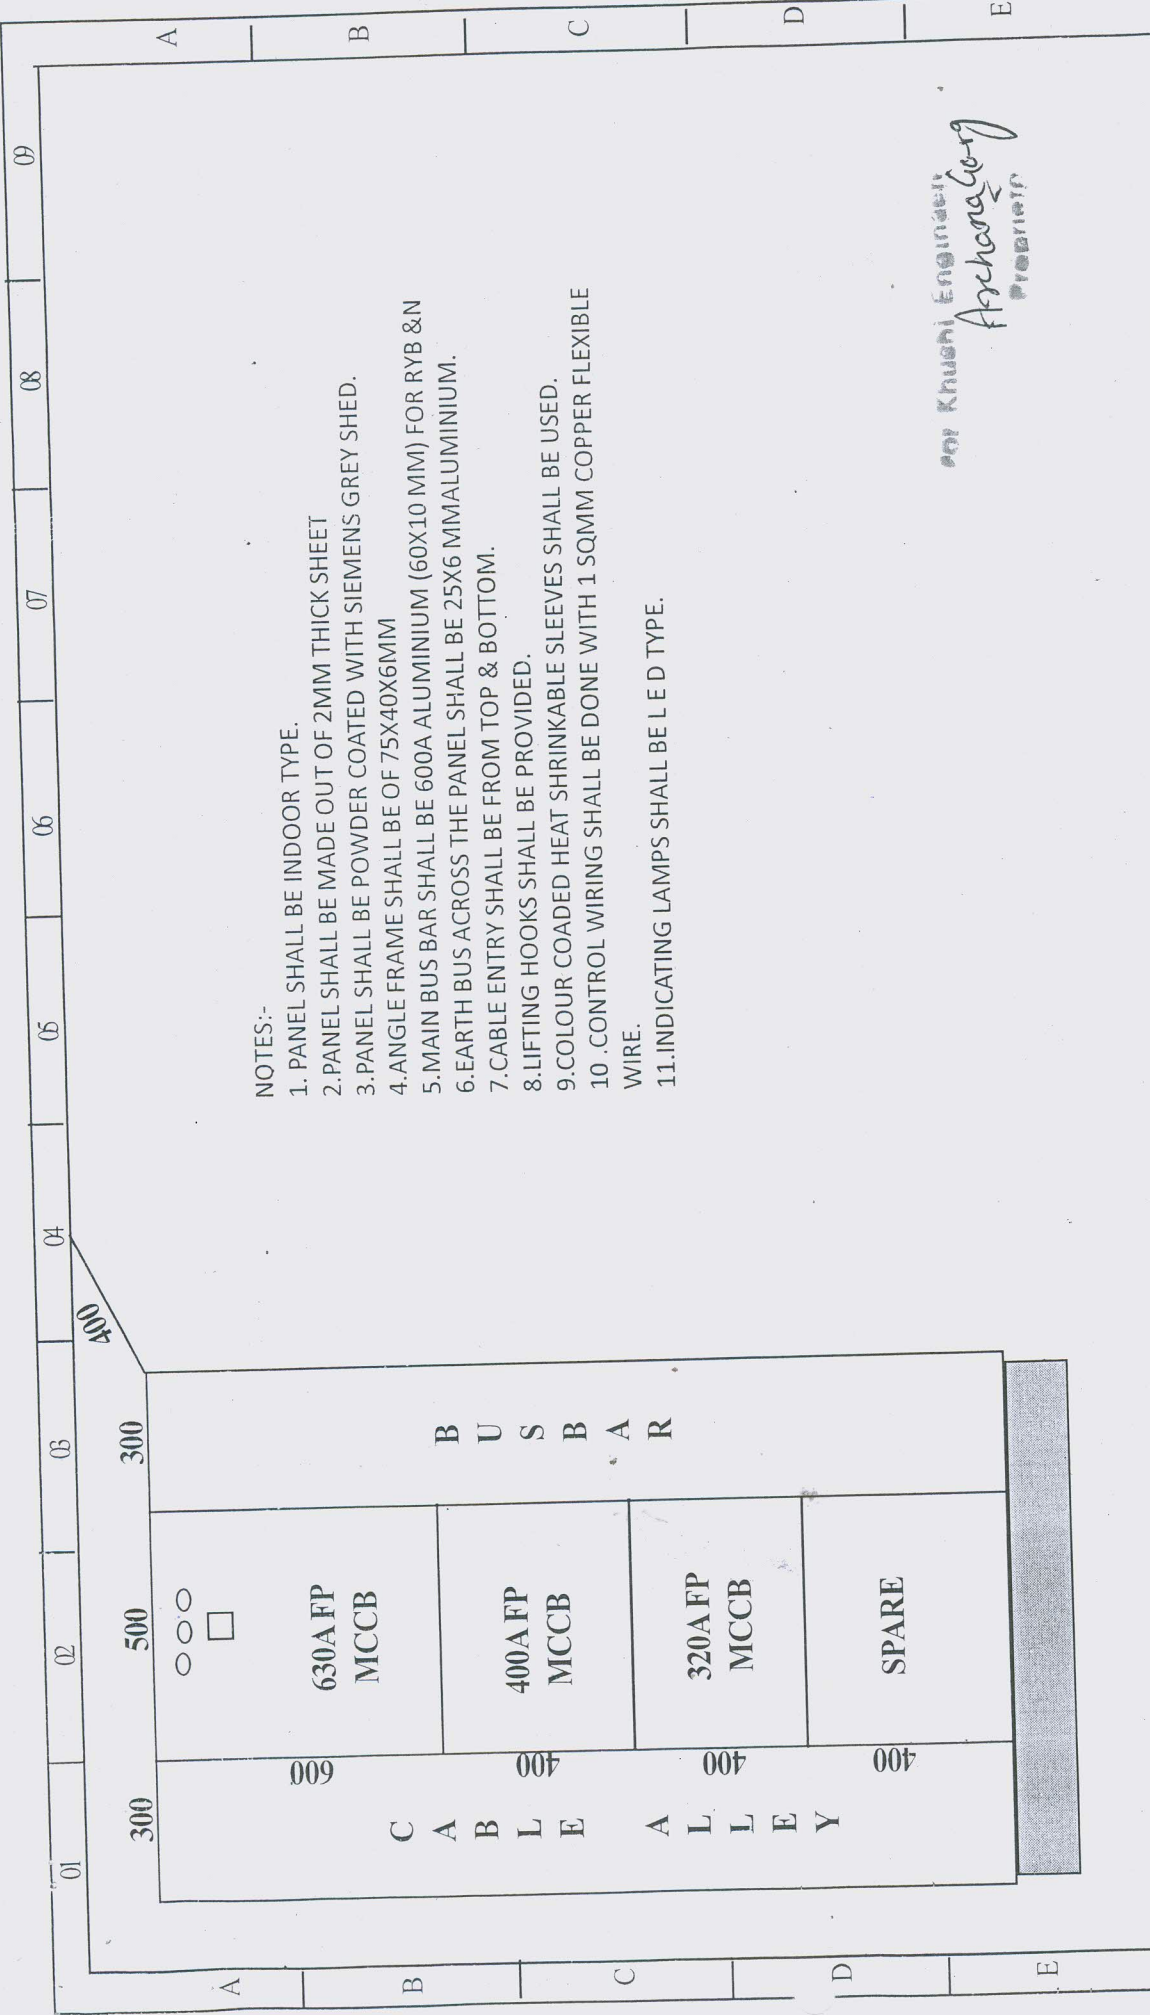 01 02 03 04 05 06 07 08 09
A A
B B
C C
D D
E E
300 500 300 400
630A FP
MCCB
400A FP
MCCB
320A FP
MCCB
SPARE
600
400
400
400
C
A
B
L
E
A
L
L
E
Y
B
U
S
B
A
R
NOTES:-
1. PANEL SHALL BE INDOOR TYPE.
2.PANEL SHALL BE MADE OUT OF 2MM THICK SHEET
3.PANEL SHALL BE POWDER COATED WITH SIEMENS GREY SHED.
4.ANGLE FRAME SHALL BE OF 75X40X6MM
5.MAIN BUS BAR SHALL BE 600A ALUMINIUM (60X10 MM) FOR RYB &N
6.EARTH BUS ACROSS THE PANEL SHALL BE 25X6 MMALUMINIUM.
7.CABLE ENTRY SHALL BE FROM TOP & BOTTOM.
8.LIFTING HOOKS SHALL BE PROVIDED.
9.COLOUR COADED HEAT SHRINKABLE SLEEVES SHALL BE USED.
10 .CONTROL WIRING SHALL BE DONE WITH 1 SQMM COPPER FLEXIBLE
WIRE.
11.INDICATING LAMPS SHALL BE L E D TYPE.
For Khushi
Archana Garg